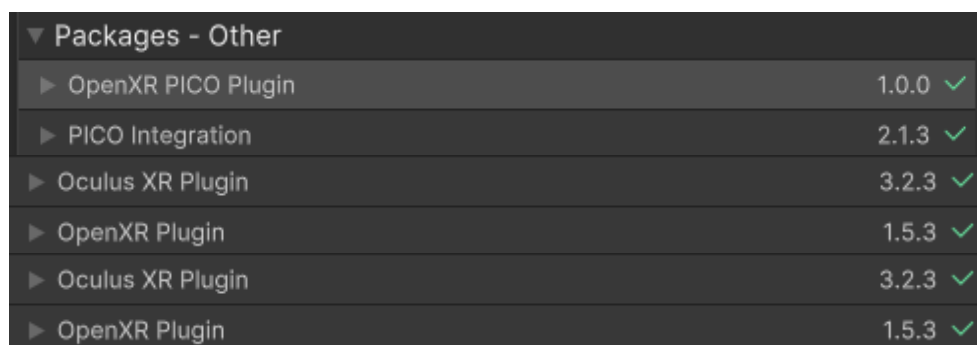 Packages - Other
OpenXR PICO Plugin 1.0.0
PICO Integration 2.1.3
Oculus XR Plugin 3.2.3
OpenXR Plugin 1.5.3
Oculus XR Plugin 3.2.3
OpenXR Plugin 1.5.3